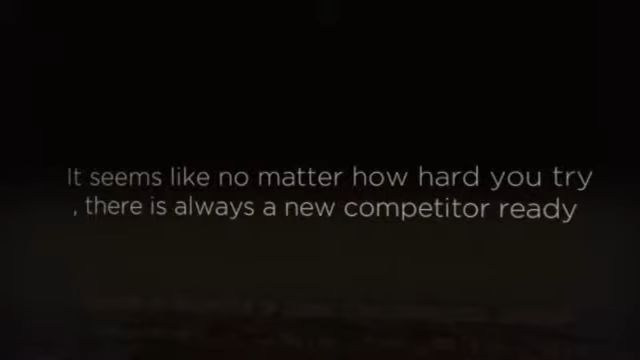 It seems like no matter how hard you try
, there is always a new competitor ready